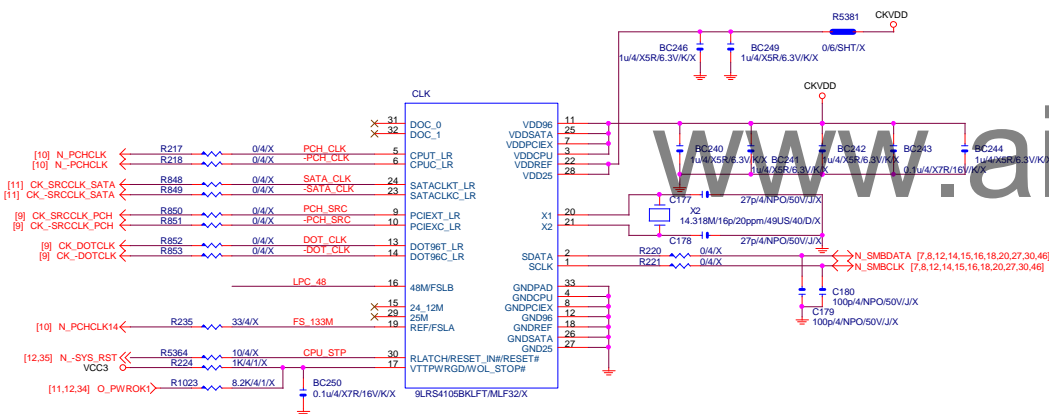 R5381
CKVDD
0/6/SHT/X
BC246
1u/4/X5R/6.3V/K/X
BC249
1u/4/X5R/6.3V/K/X
CKVDD
CLK
31 DOC_0
32 DOC_1
[10] N_PCHCLK R217 0/4/X PCH_CLK 5 CPUT_LR
[10] N_-PCHCLK R218 0/4/X -PCH_CLK 6 CPUC_LR
[11] CK_SRCCLK_SATA R848 0/4/X SATA_CLK 24 SATACLKT_LR
[11] CK_-SRCCLK_SATA R849 0/4/X -SATA_CLK 23 SATACLKC_LR
[9] CK_SRCCLK_PCH R850 0/4/X PCH_SRC 9 PCIEXT_LR
[9] CK_-SRCCLK_PCH R851 0/4/X -PCH_SRC 10 PCIEXC_LR
[9] CK_DOTCLK R852 0/4/X DOT_CLK 13 DOT96T_LR
[9] CK_-DOTCLK R853 0/4/X -DOT_CLK 14 DOT96C_LR
LPC_48 16 48M/FSLB
15 24_12M
29 25M
[10] N_PCHCLK14 R235 33/4/X FS_133M 19 REF/FSLA
[12,35] N_-SYS_RST R5364 10/4/X CPU_STP 30 RLATCH/RESET_IN#/RESET#
VCC3 R224 1K/4/1/X 17 VTTPWRGD/WOL_STOP#
[11,12,34] O_PWROK1 R1023 8.2K/4/1/X
BC250
0.1u/4/X7R/16V/K/X
9LRS4105BKLFT/MLF32/X
VDD96 11
VDDSATA 25
VDDPCIEX 7
VDDCPU 3
VDDREF 22
VDD25 28
BC240
1u/4/X5R/6.3V/K/X
BC241
1u/4/X5R/6.3V/K/X
BC242
1u/4/X5R/6.3V/K/X
BC243
0.1u/4/X7R/16V/K/X
BC244
1u/4/X5R/6.3V/K/X
www.ai
X1 20
X2 21
C177
27p/4/NPO/50V/J/X
X2
14.318M/16p/20ppm/49US/40/D/X
C178
27p/4/NPO/50V/J/X
SDATA 2 R220 0/4/X N_SMBDATA [7,8,12,14,15,16,18,20,27,30,46]
SCLK 1 R221 0/4/X N_SMBCLK [7,8,12,14,15,16,18,20,27,30,46]
C180
100p/4/NPO/50V/J/X
C179
100p/4/NPO/50V/J/X
GNDPAD 33
GNDCPU 4
GNDPCIEX 8
GND96 12
GNDREF 18
GNDSATA 26
GND25 27